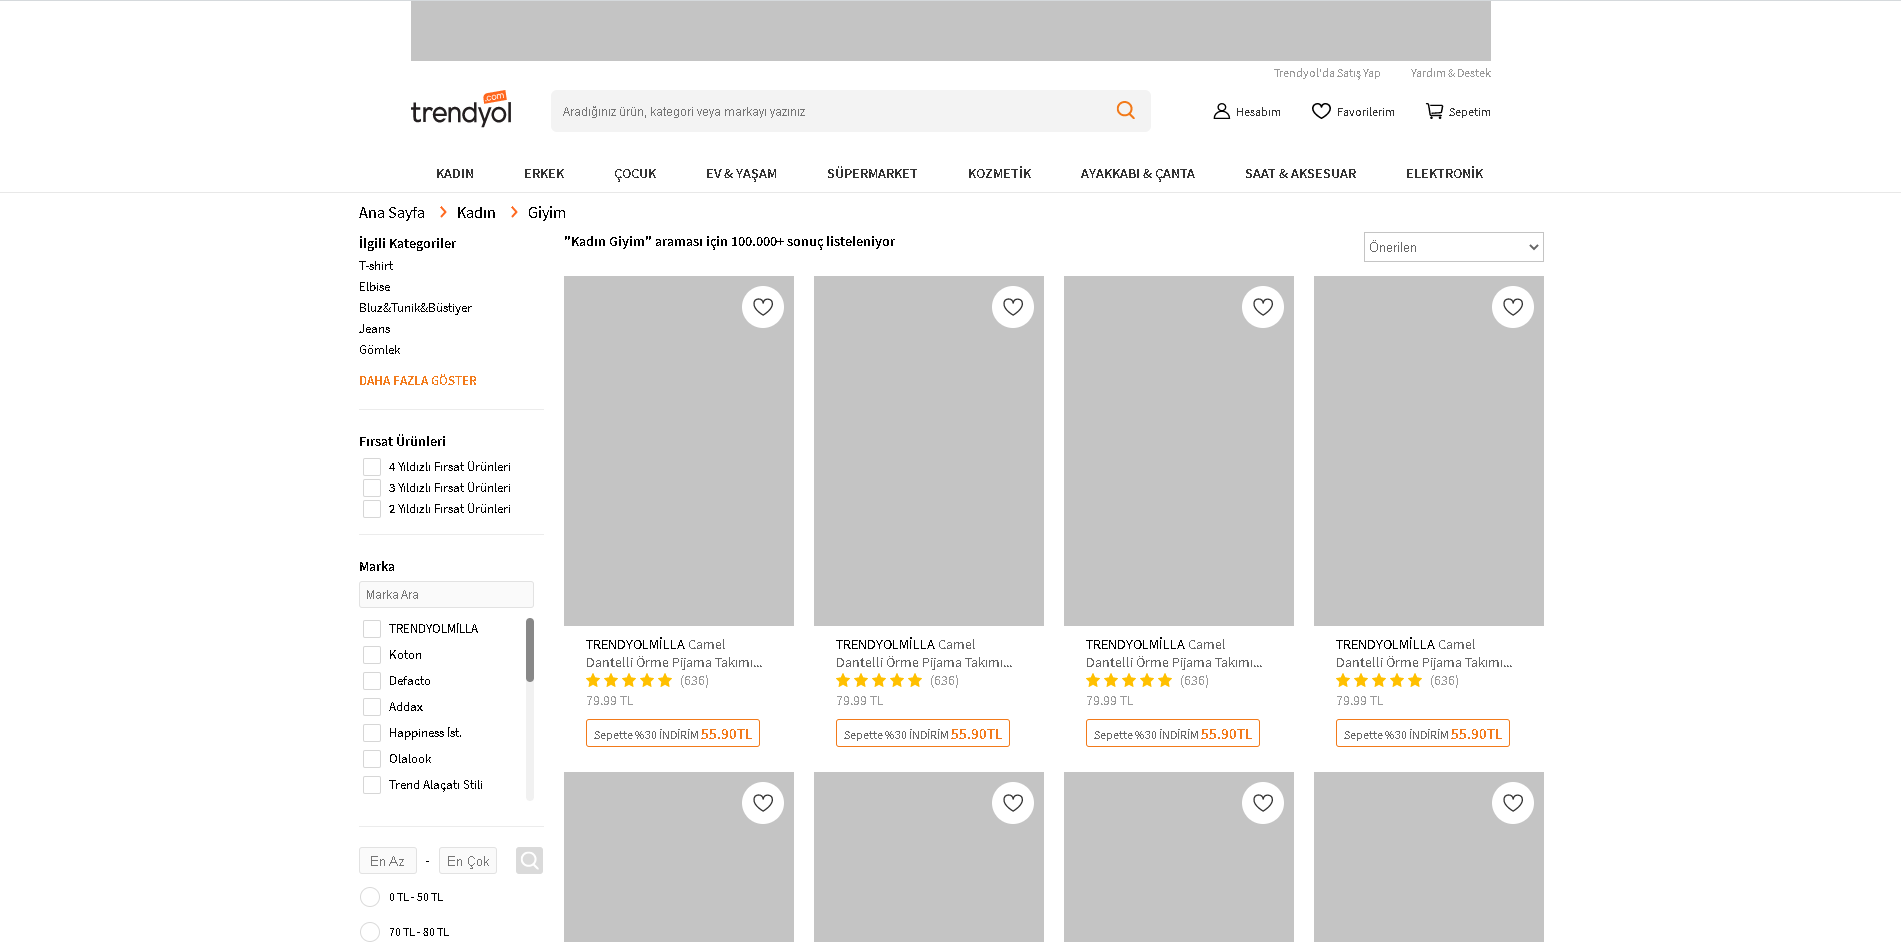 Trendyol'da Satış Yap Yardım & Destek
trendyol
.com
Aradığınız ürün, kategori veya markayı yazınız
Hesabım Favorilerim Sepetim
KADIN ERKEK ÇOCUK EV & YAŞAM SÜPERMARKET KOZMETİK AYAKKABI & ÇANTA SAAT & AKSESUAR ELEKTRONİK
Ana Sayfa Kadın Giyim
İlgili Kategoriler
T-shirt
Elbise
Bluz&Tunik&Büstiyer
Jeans
Gömlek
DAHA FAZLA GÖSTER
Fırsat Ürünleri
4 Yıldızlı Fırsat Ürünleri
3 Yıldızlı Fırsat Ürünleri
2 Yıldızlı Fırsat Ürünleri
Marka
Marka Ara
TRENDYOLMİLLA
Koton
Defacto
Addax
Happiness İst.
Olalook
Trend Alaçatı Stili
En Az - En Çok
0 TL - 50 TL
70 TL - 80 TL
"Kadın Giyim" araması için 100.000+ sonuç listeleniyor
Önerilen
TRENDYOLMİLLA Camel
Dantelli Örme Pijama Takımı...
(636)
79.99 TL
Sepette %30 İNDİRİM 55.90TL
TRENDYOLMİLLA Camel
Dantelli Örme Pijama Takımı...
(636)
79.99 TL
Sepette %30 İNDİRİM 55.90TL
TRENDYOLMİLLA Camel
Dantelli Örme Pijama Takımı...
(636)
79.99 TL
Sepette %30 İNDİRİM 55.90TL
TRENDYOLMİLLA Camel
Dantelli Örme Pijama Takımı...
(636)
79.99 TL
Sepette %30 İNDİRİM 55.90TL